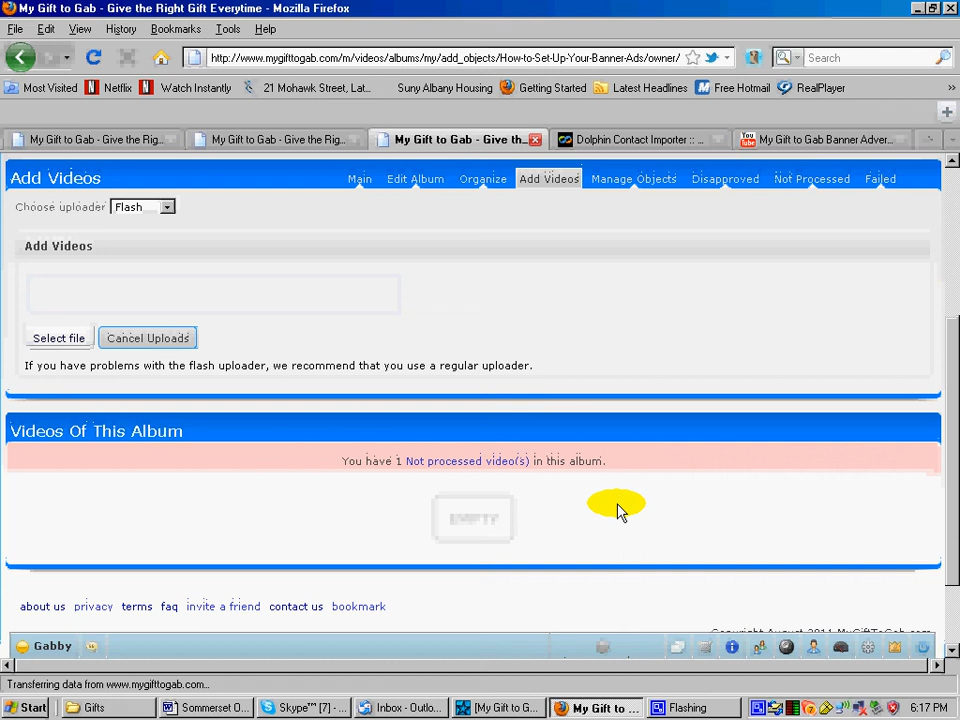 My Gift to Gab - Give the Right Gift Everytime - Mozilla Firefox
File Edit View History Bookmarks Tools Help
http://www.mygifttogab.com/m/videos/albums/my/add_objects/How-to-Set-Up-Your-Banner-Ads/owner/ Search
Most Visited Netflix Watch Instantly 21 Mohawk Street, Lat... Suny Albany Housing Getting Started Latest Headlines Free Hotmail RealPlayer »
My Gift to Gab - Give the Rig... My Gift to Gab - Give the Rig... My Gift to Gab - Give th... Dolphin Contact Importer :: ... My Gift to Gab Banner Adver...
Add Videos Main Edit Album Organize Add Videos Manage Objects Disapproved Not Processed Failed
Choose uploader Flash
Add Videos
Select file Cancel Uploads
If you have problems with the flash uploader, we recommend that you use a regular uploader.
Videos Of This Album
You have 1 Not processed video(s) in this album.
EMPTY
about us privacy terms faq invite a friend contact us bookmark
Copyright August 2011 MyGiftToGab.com
Gabby
Transferring data from www.mygifttogab.com...
Start Gifts Sommerset O... Skype™ [7] - ... Inbox - Outlo... [My Gift to G... My Gift to ... Flashing 6:17 PM